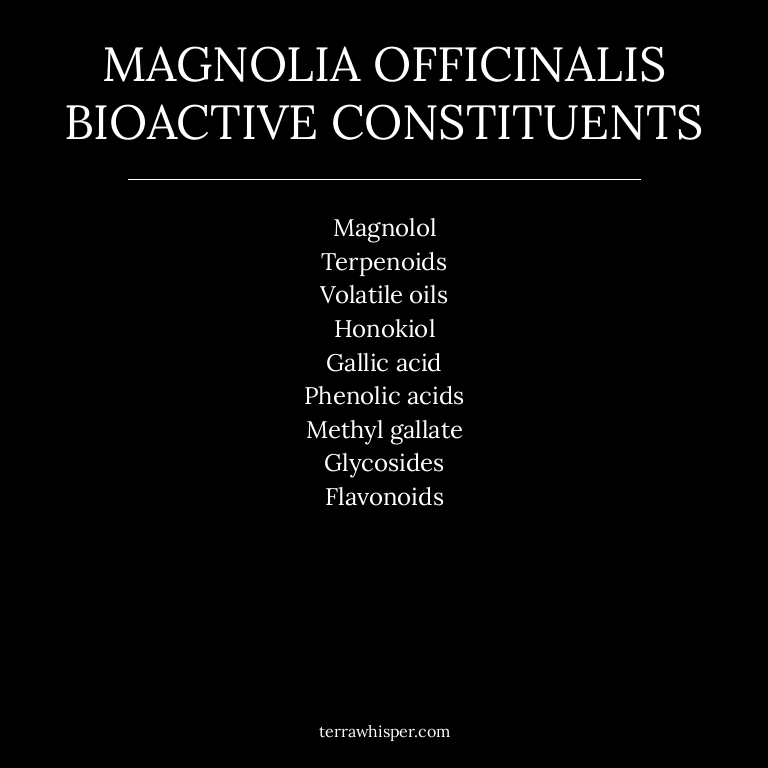 MAGNOLIA OFFICINALIS
BIOACTIVE CONSTITUENTS
Magnolol
Terpenoids
Volatile oils
Honokiol
Gallic acid
Phenolic acids
Methyl gallate
Glycosides
Flavonoids
terrawhisper.com